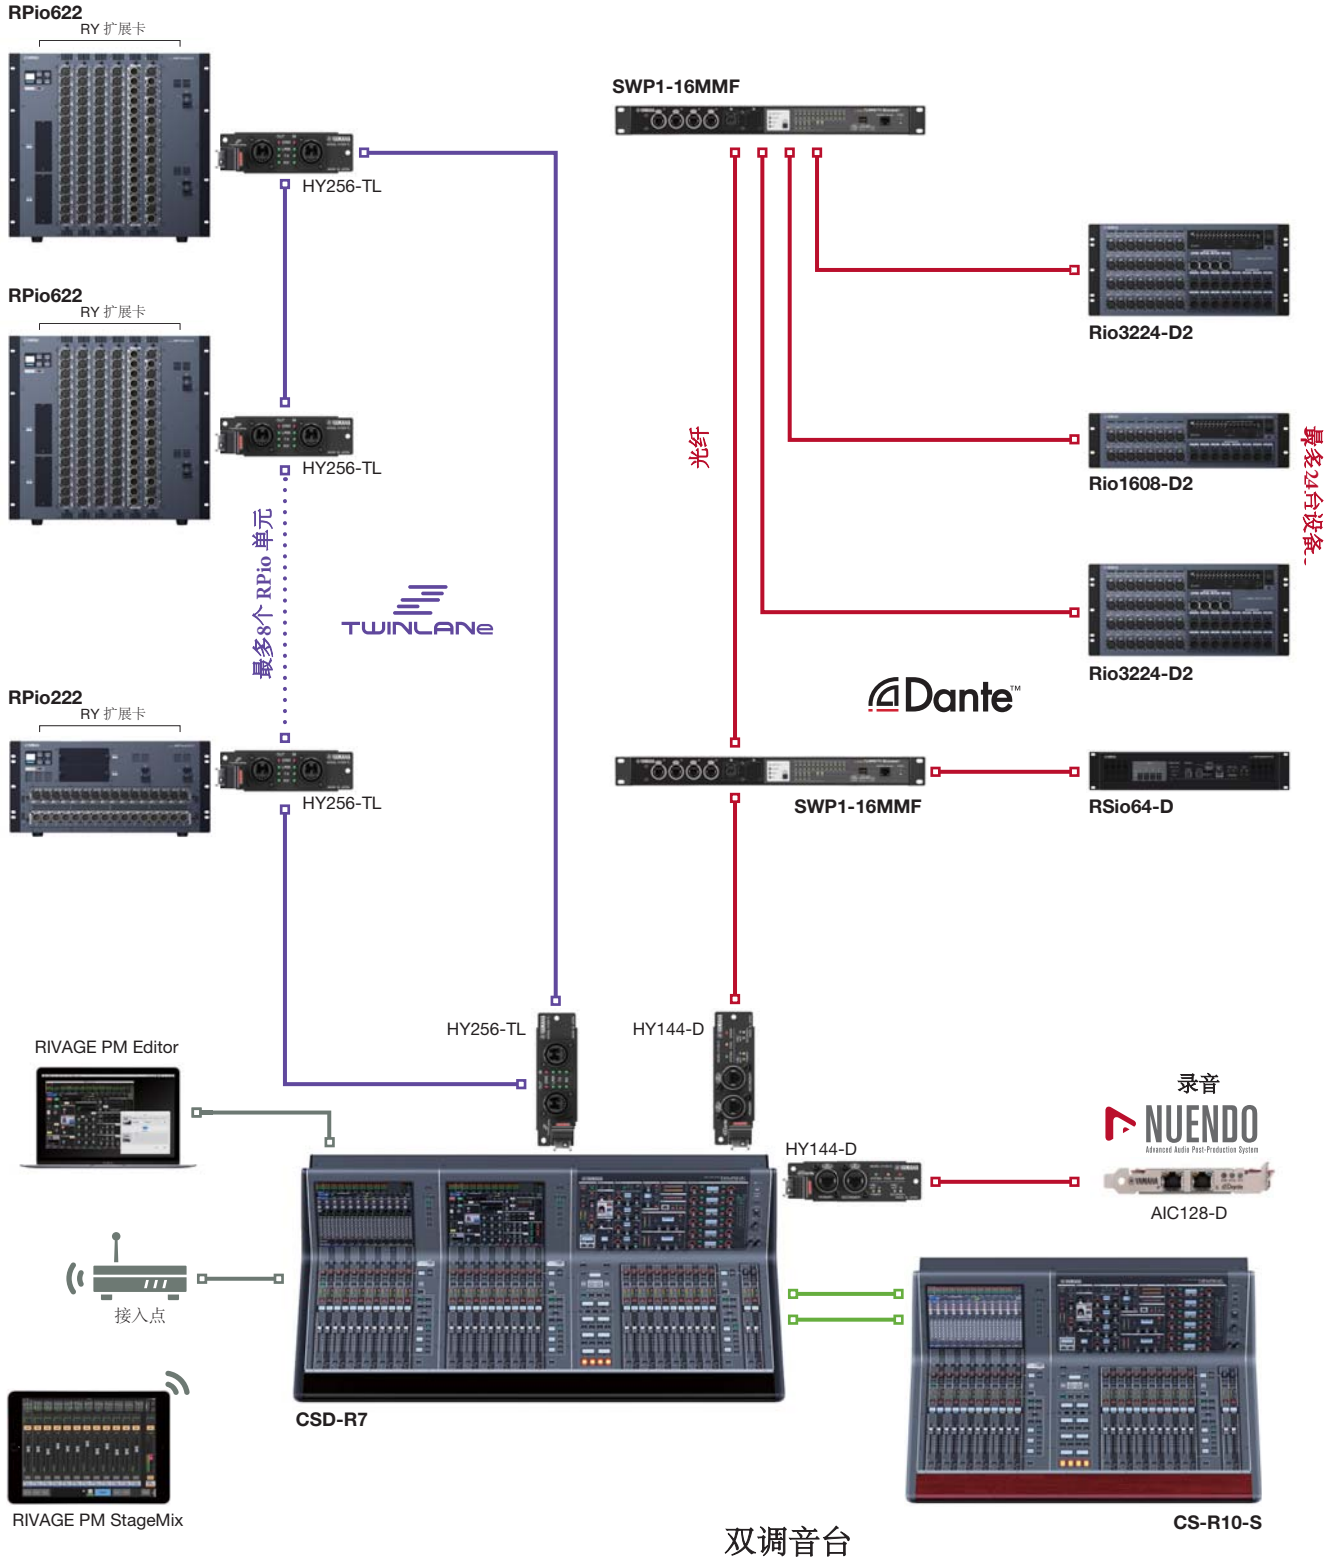 RPio622
RY 扩展卡
HY256-TL
SWP1-16MMF
Rio3224-D2
RPio622
RY 扩展卡
HY256-TL
光纤
Rio1608-D2
最多24台设备
最多8个 RPio 单元
TWINLANe
Rio3224-D2
Dante™
RPio222
RY 扩展卡
HY256-TL
SWP1-16MMF
RSio64-D
HY256-TL
HY144-D
RIVAGE PM Editor
录音
NUENDO
Advanced Audio Post-Production System
HY144-D
YAMAHA
Dante
AIC128-D
接入点
CSD-R7
RIVAGE PM StageMix
CS-R10-S
双调音台